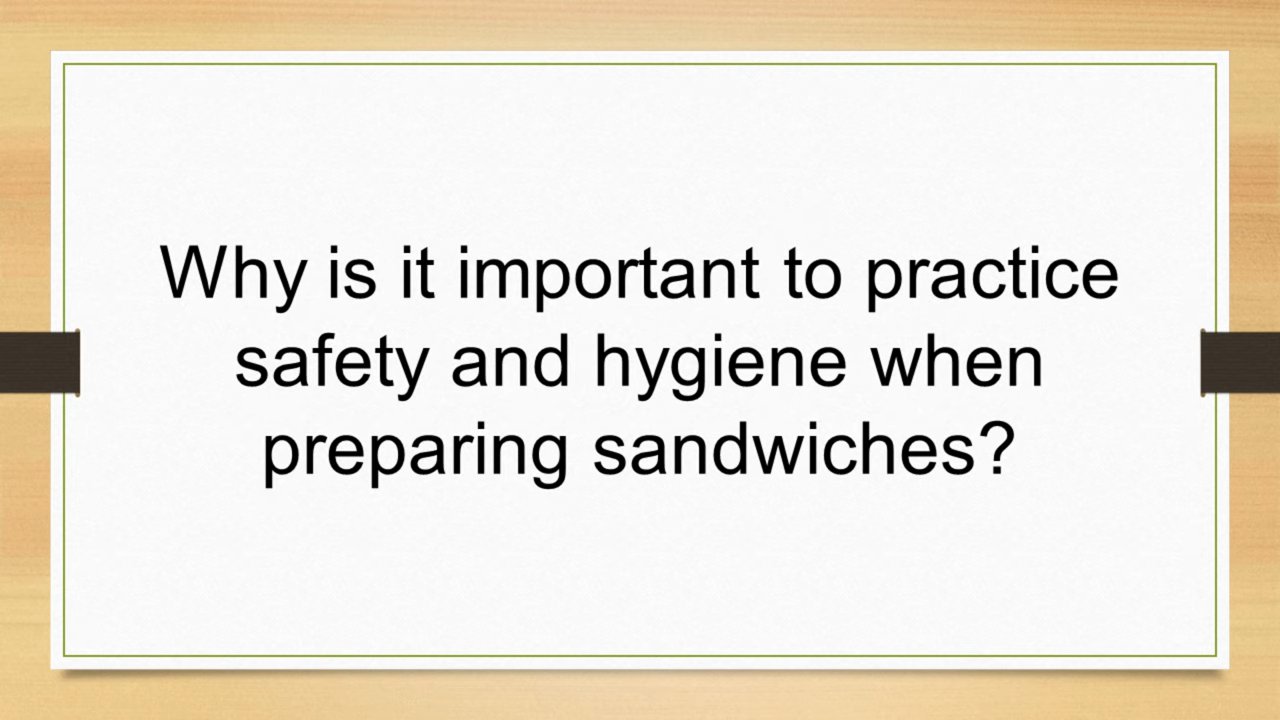 Why is it important to practice
safety and hygiene when
preparing sandwiches?